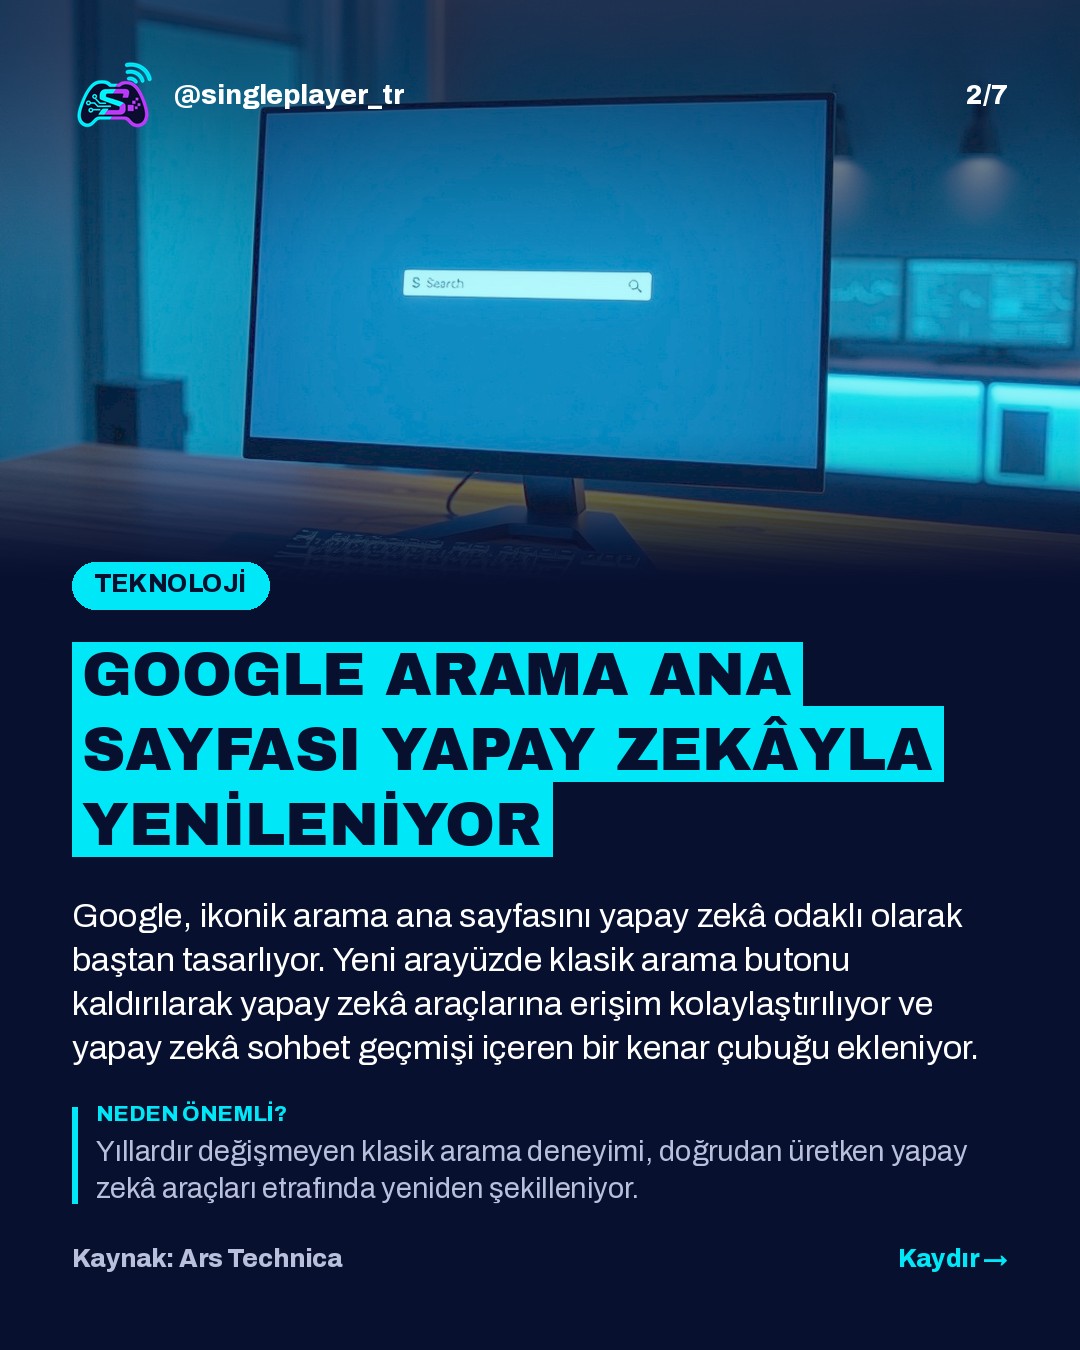 @singleplayer_tr
2/7
S Search
TEKNOLOJİ
GOOGLE ARAMA ANA
SAYFASI YAPAY ZEKÂYLA
YENİLENİYOR
Google, ikonik arama ana sayfasını yapay zekâ odaklı olarak
baştan tasarlıyor. Yeni arayüzde klasik arama butonu
kaldırılarak yapay zekâ araçlarına erişim kolaylaştırılıyor ve
yapay zekâ sohbet geçmişi içeren bir kenar çubuğu ekleniyor.
NEDEN ÖNEMLİ?
Yıllardır değişmeyen klasik arama deneyimi, doğrudan üretken yapay
zekâ araçları etrafında yeniden şekilleniyor.
Kaynak: Ars Technica
Kaydır →